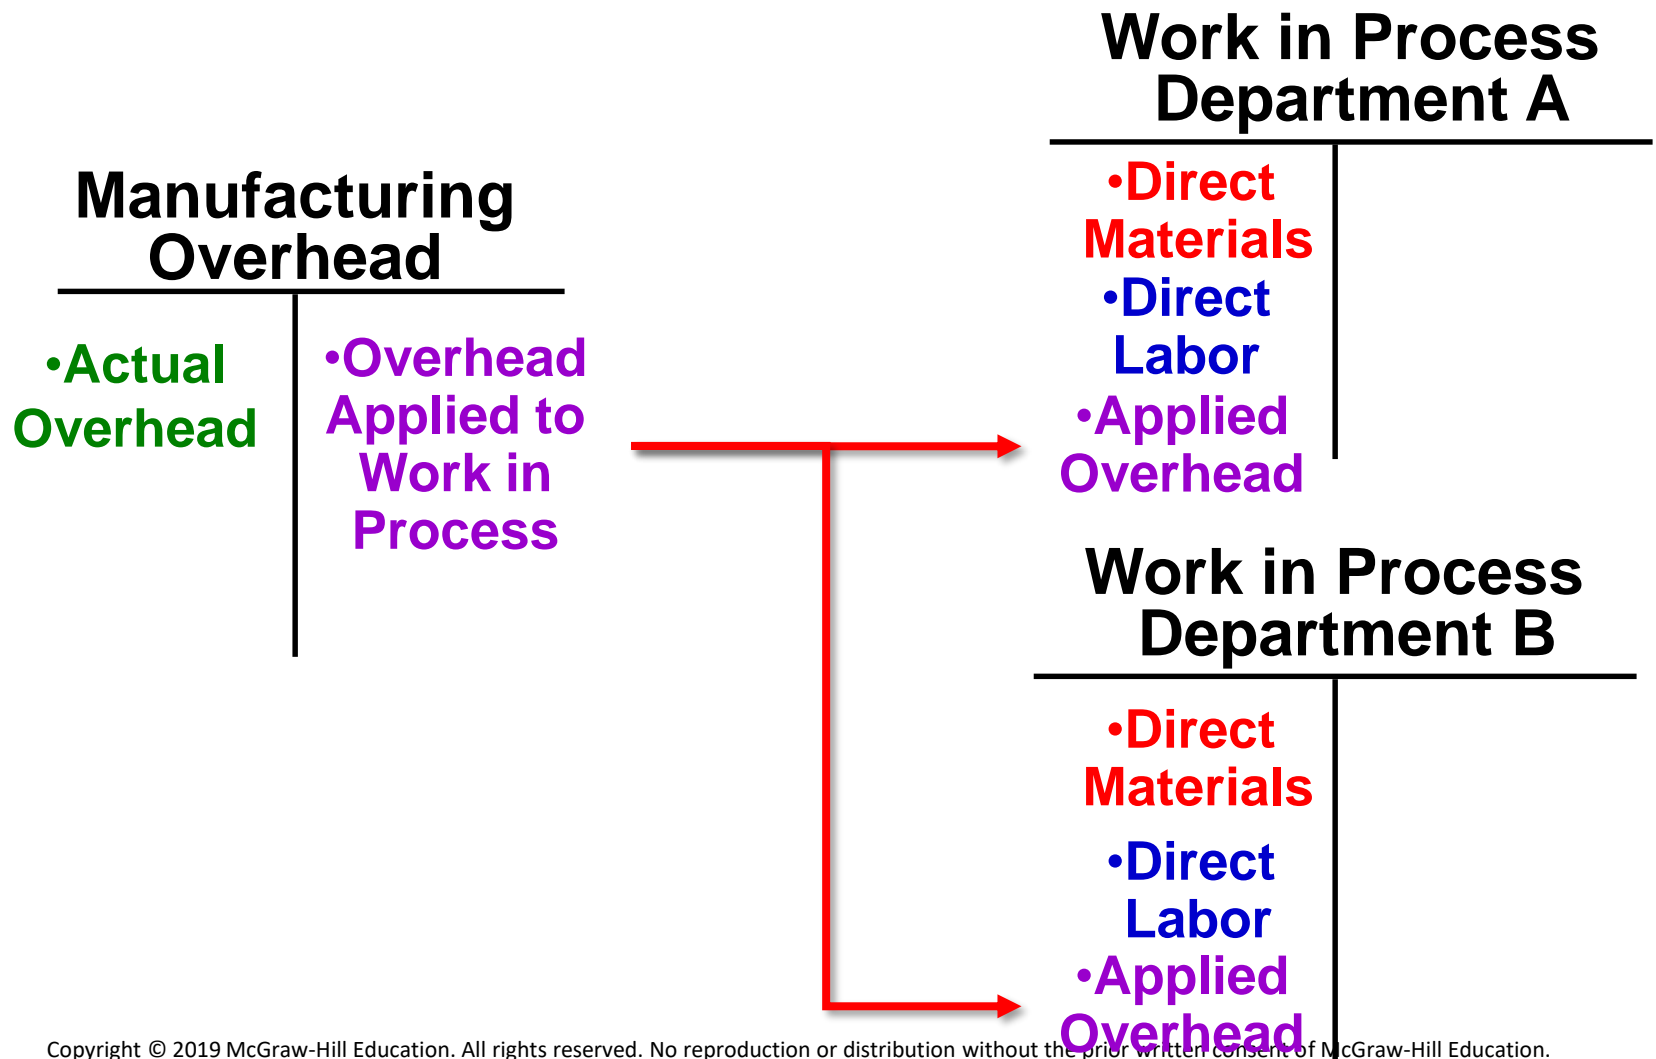 Manufacturing
Overhead
•Actual
Overhead
•Overhead
Applied to
Work in
Process
Work in Process
Department A
•Direct
Materials
•Direct
Labor
•Applied
Overhead
Work in Process
Department B
•Direct
Materials
•Direct
Labor
•Applied
Overhead
Copyright © 2019 McGraw-Hill Education. All rights reserved. No reproduction or distribution without the prior written consent of McGraw-Hill Education.